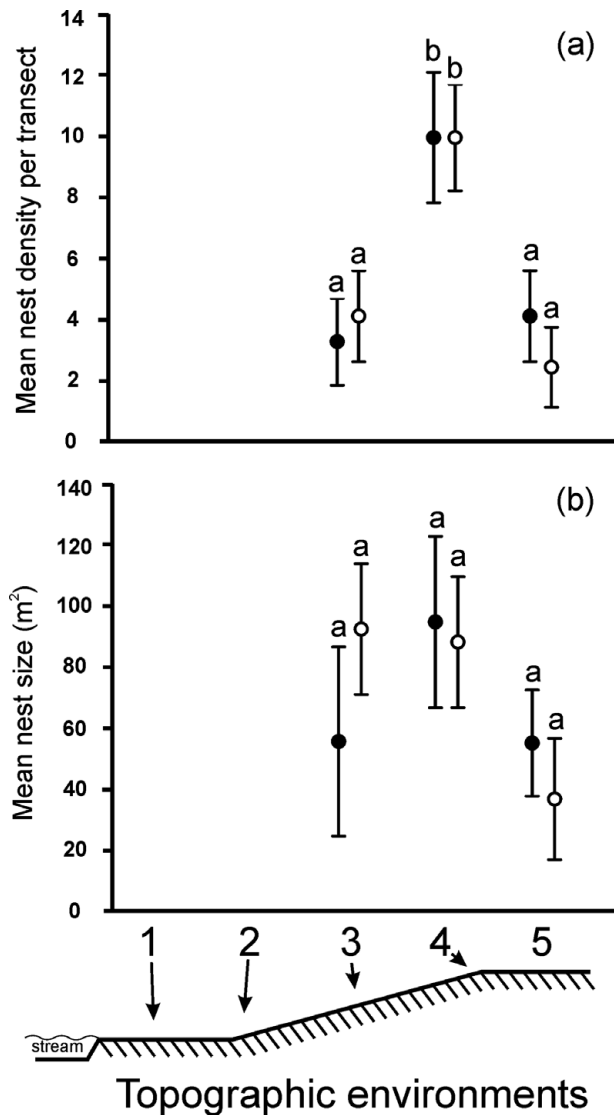 Mean nest density per transect
14
12
10
8
6
4
2
0
(a)
a a
b b
a a
Mean nest size (m²)
140
120
100
80
60
40
20
0
(b)
a a
a a
a a
1 2 3 4 5
stream
Topographic environments